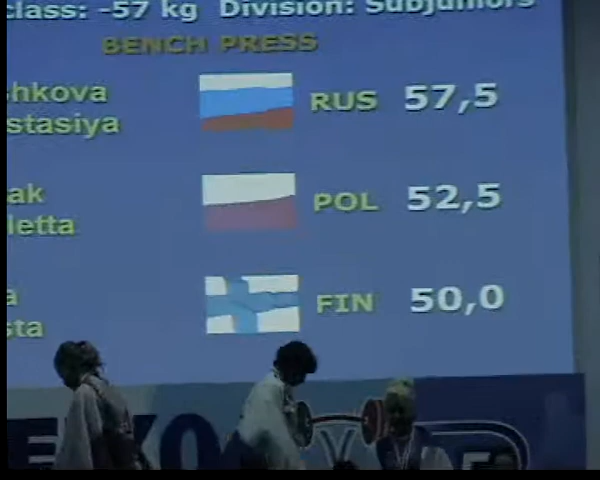 class: -57 kg Division: Subjuniors
BENCH PRESS
shkova
stasiya
RUS 57,5
ak
letta
POL 52,5
a
sta
FIN 50,0